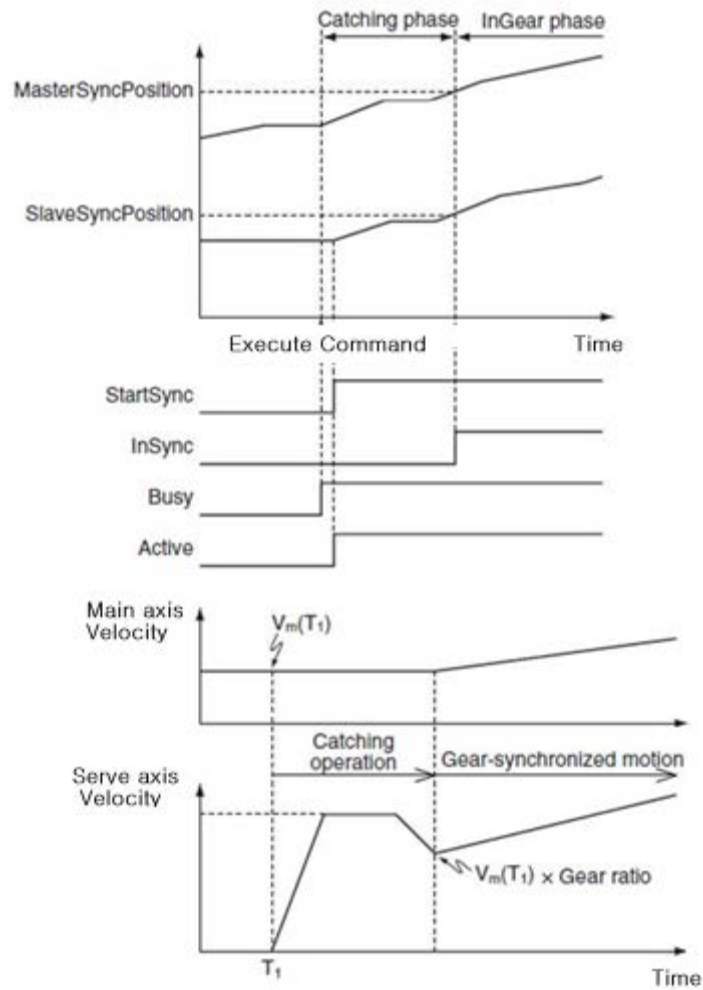 Catching phase
InGear phase
MasterSyncPosition
SlaveSyncPosition
Execute Command
Time
StartSync
InSync
Busy
Active
Main axis
Velocity
Vm(T1)
Catching
operation
Gear-synchronized motion
Serve axis
Velocity
Vm(T1) × Gear ratio
T1
Time